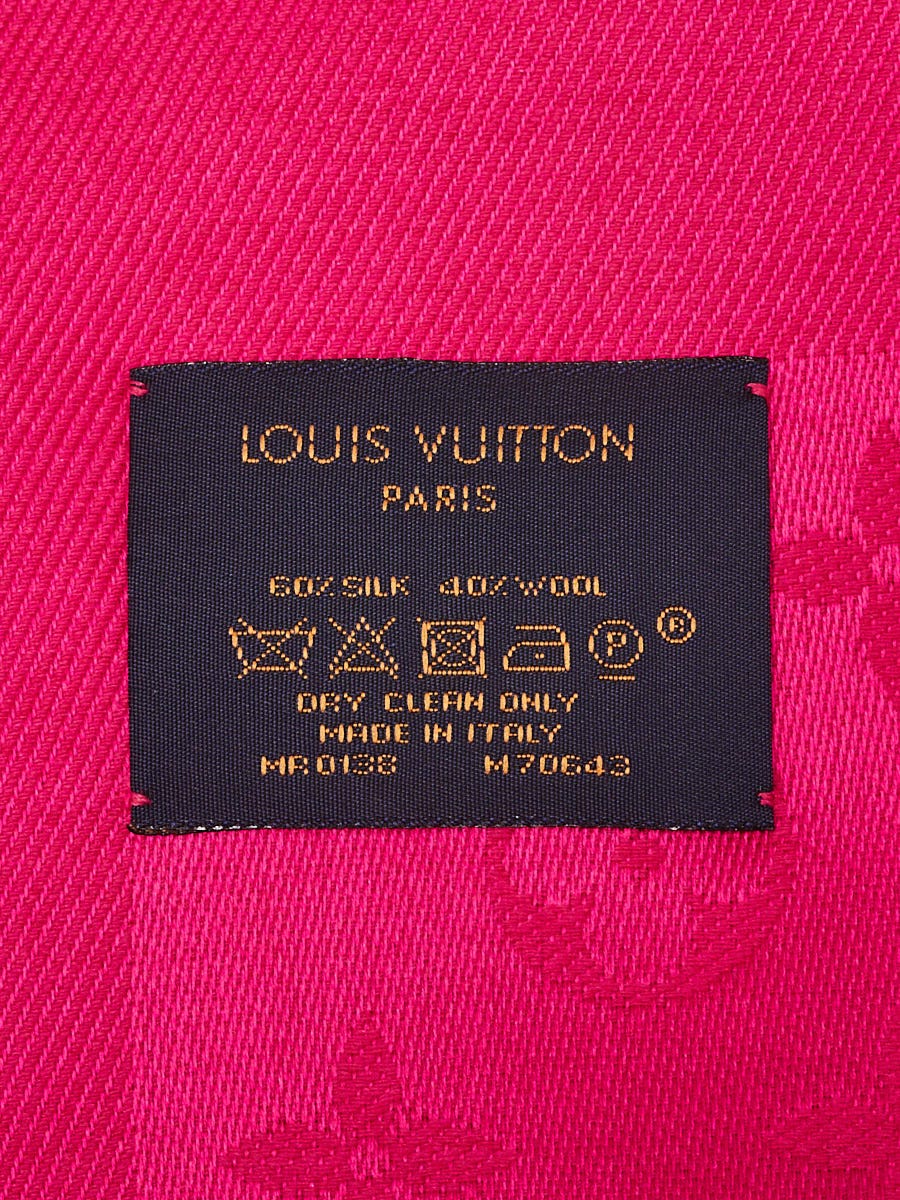 LOUIS VUITTON
PARIS
60% SILK 40% WOOL
P ®
DRY CLEAN ONLY
MADE IN ITALY
MR0138 M70643